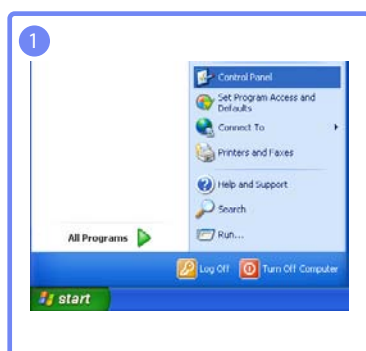 1
Control Panel
Set Program Access and
Defaults
Connect To
Printers and Faxes
Help and Support
Search
All Programs
Run...
Log Off
Turn Off Computer
start